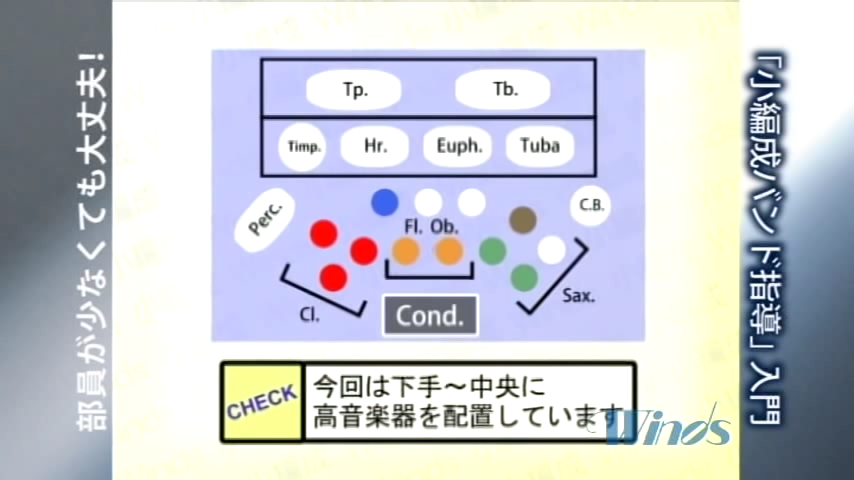 部員が少なくても大丈夫!
「小編成バンド指導」入門
Tp.
Tb.
Timp.
Hr.
Euph.
Tuba
Perc.
C.B.
Fl. Ob.
Cl.
Sax.
Cond.
CHECK
今回は下手～中央に
高音楽器を配置しています
Winds